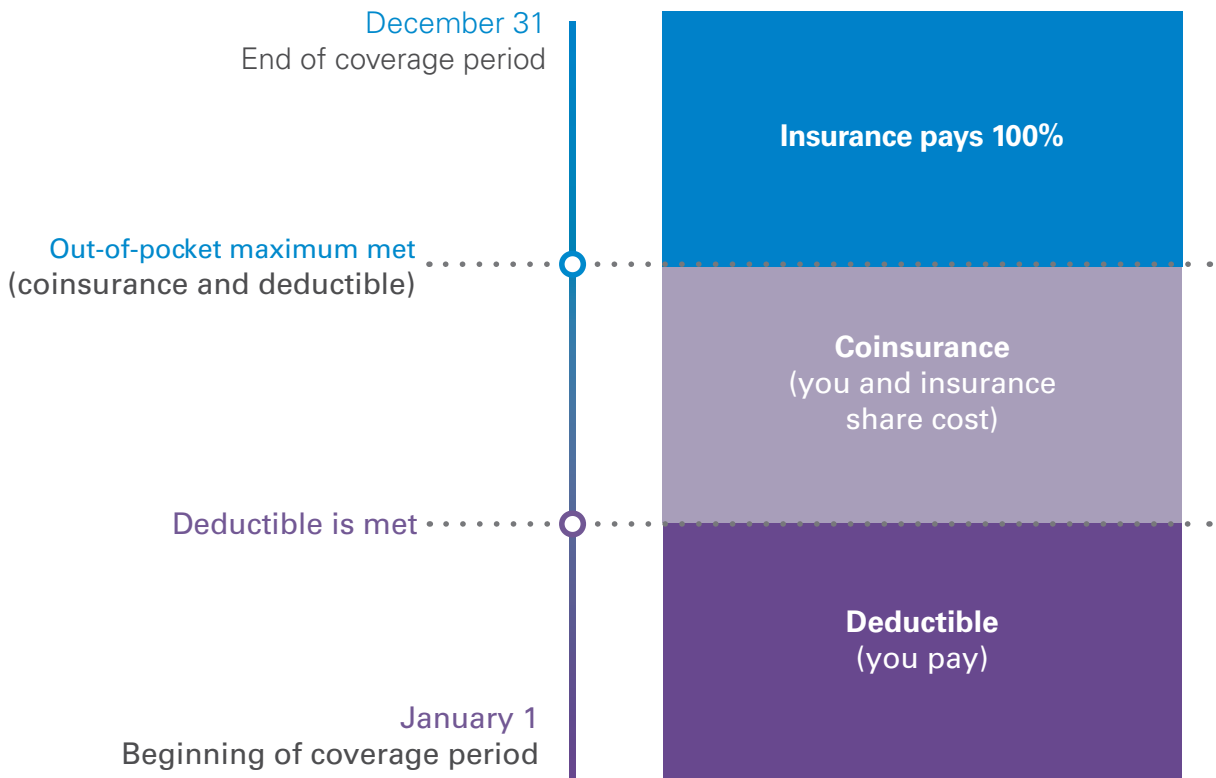 December 31
End of coverage period
Insurance pays 100%
Out-of-pocket maximum met
(coinsurance and deductible)
Coinsurance
(you and insurance
share cost)
Deductible is met
Deductible
(you pay)
January 1
Beginning of coverage period